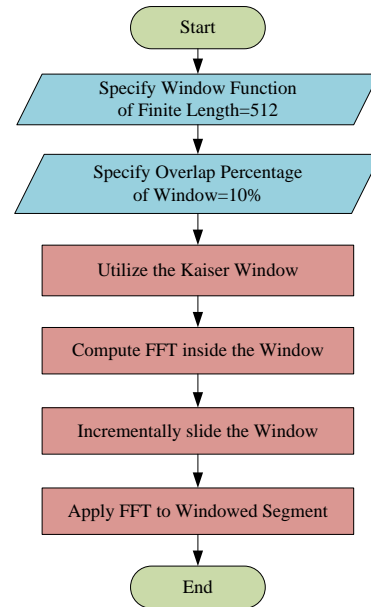 Start
Specify Window Function
of Finite Length=512
Specify Overlap Percentage
of Window=10%
Utilize the Kaiser Window
Compute FFT inside the Window
Incrementally slide the Window
Apply FFT to Windowed Segment
End